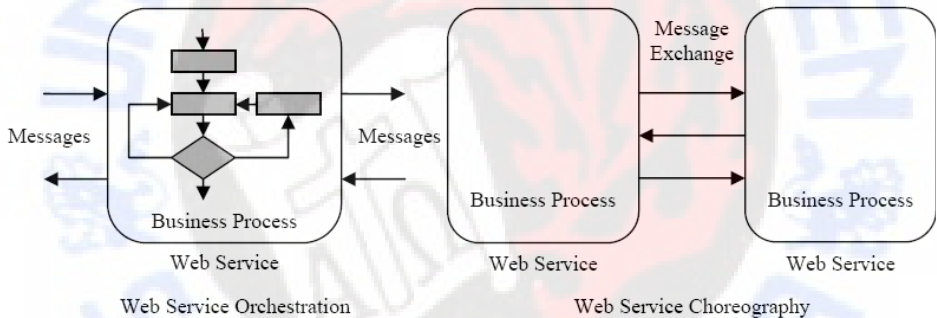 Message
Exchange
Messages
Messages
Business Process
Business Process
Business Process
Web Service
Web Service
Web Service
Web Service Orchestration
Web Service Choreography